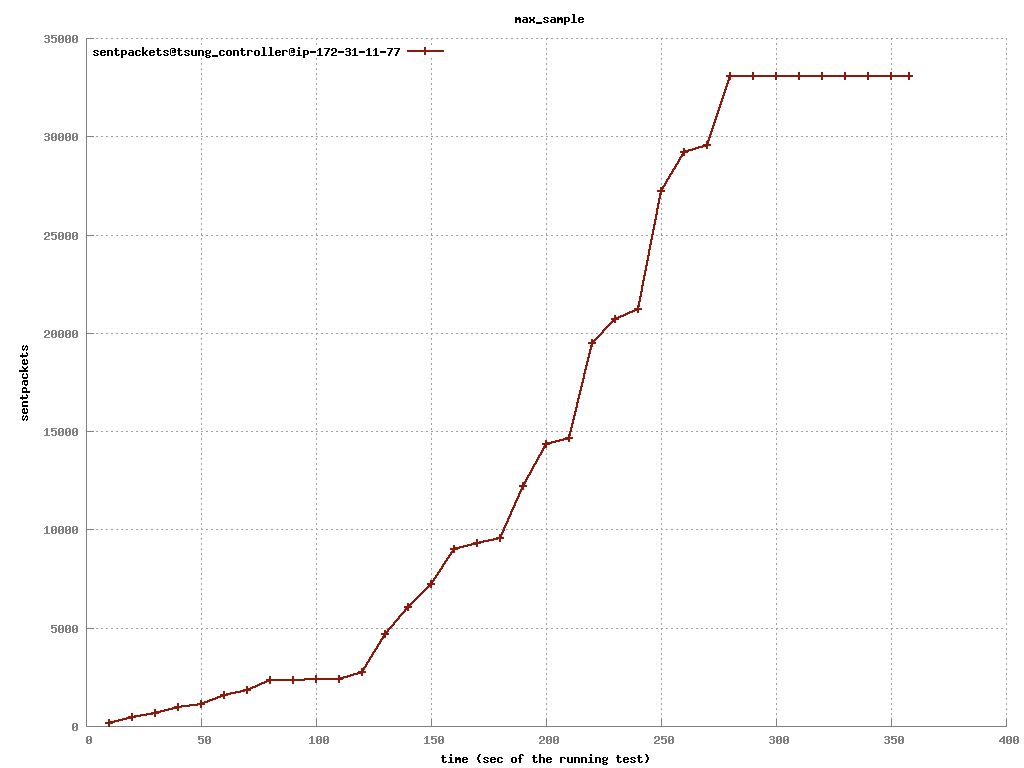 max_sample
35000
sentpackets@tsung_controller@ip-172-31-11-77
30000
25000
20000
sentpackets
15000
10000
5000
0
0 50 100 150 200 250 300 350 400
time (sec of the running test)